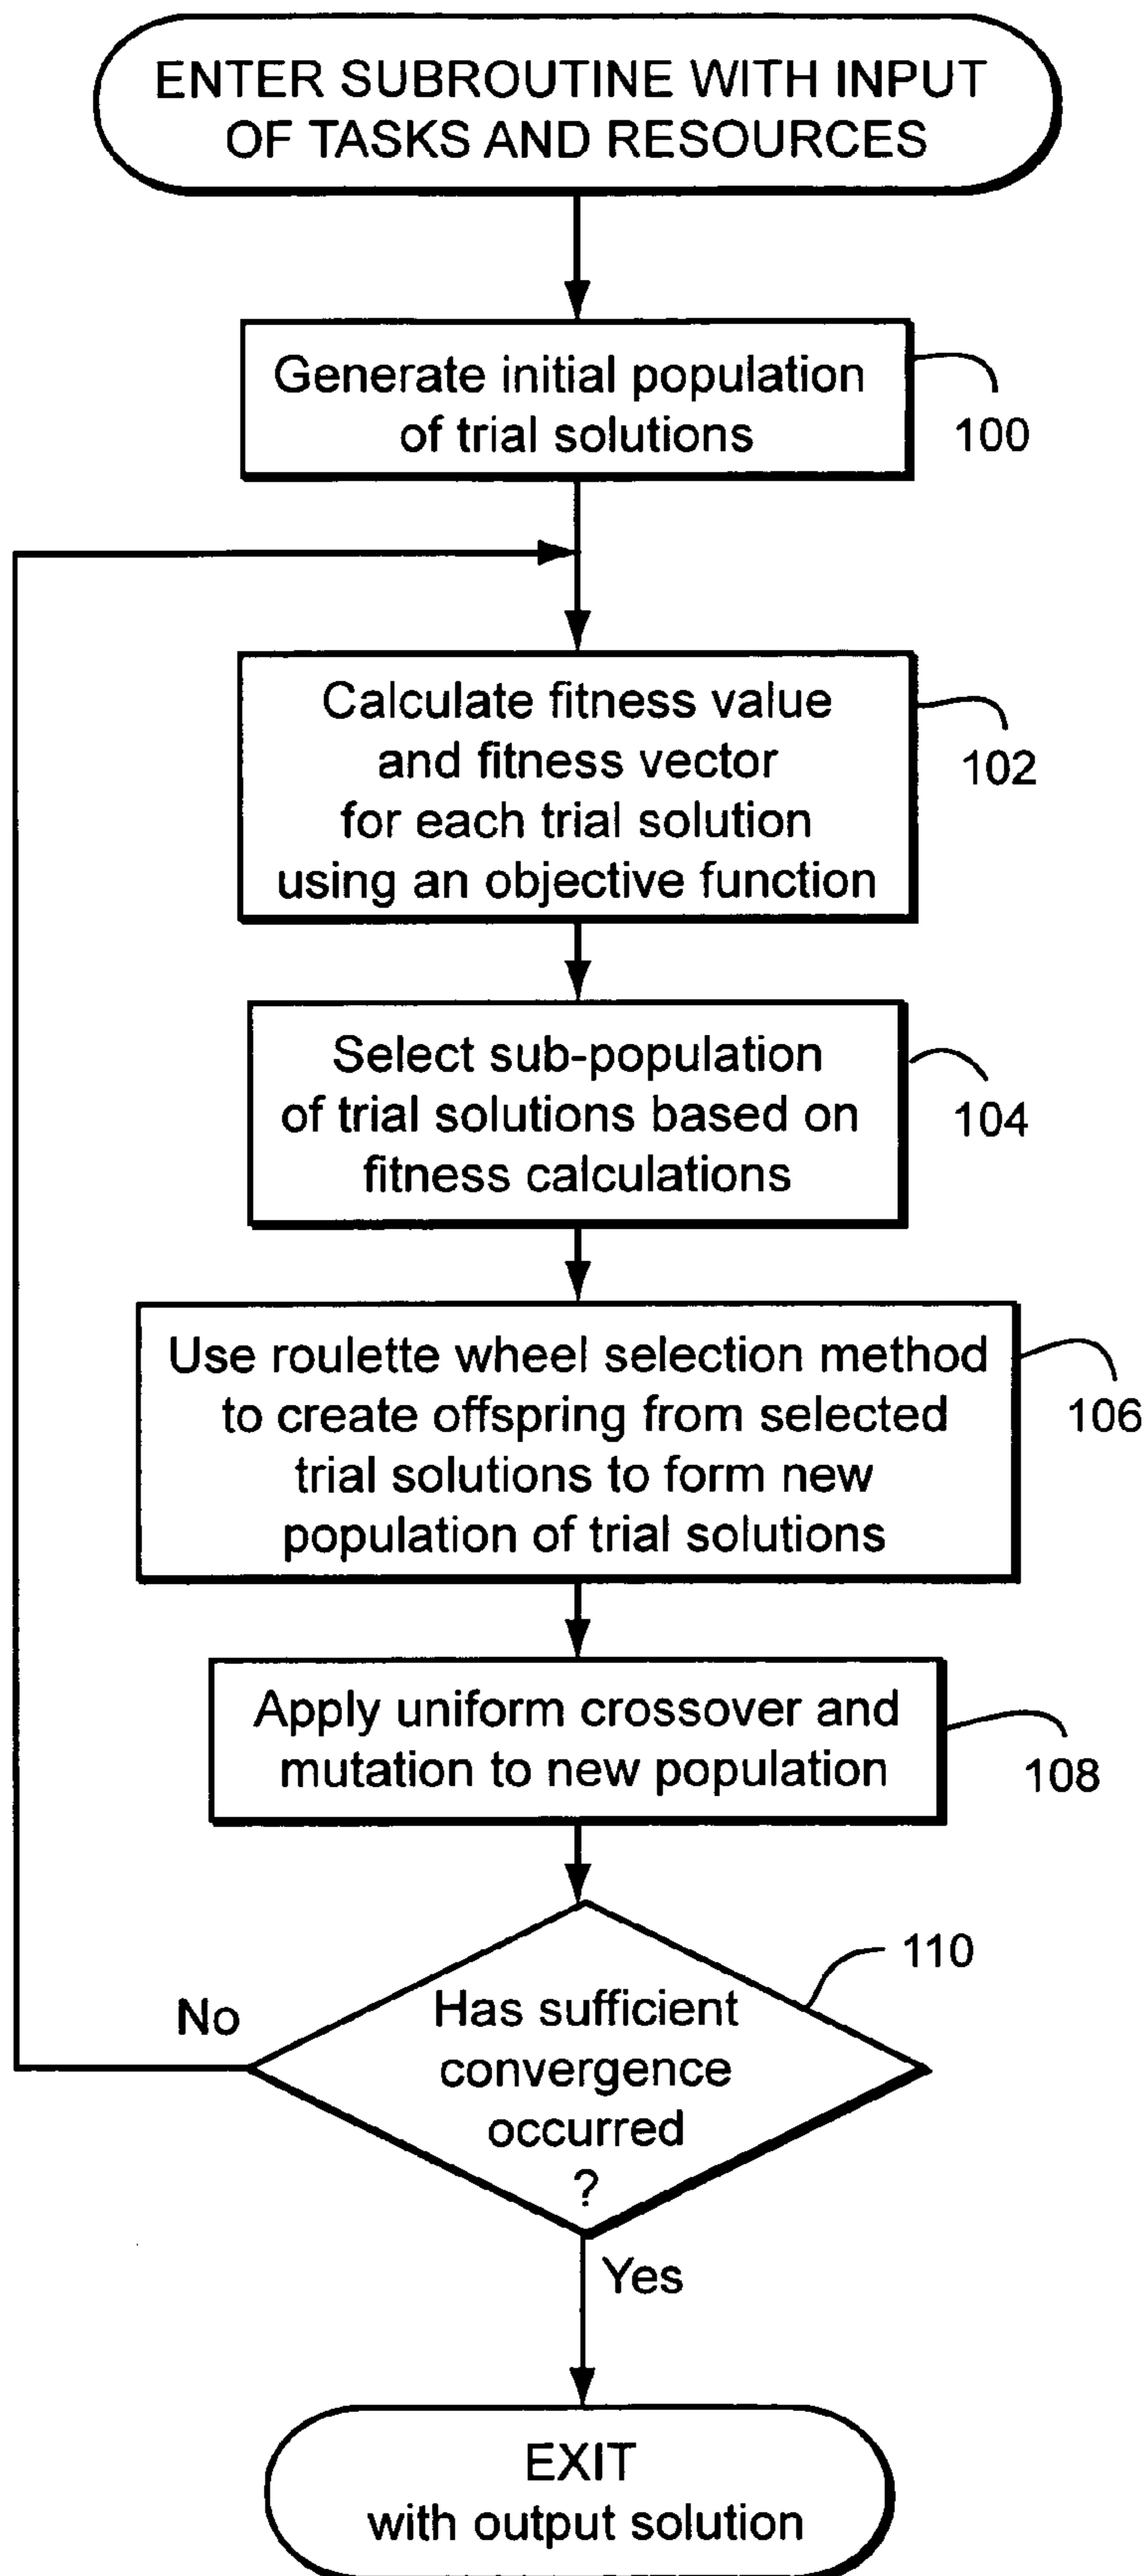 ENTER SUBROUTINE WITH INPUT
OF TASKS AND RESOURCES
Generate initial population
of trial solutions
100
Calculate fitness value
and fitness vector
for each trial solution
using an objective function
102
Select sub-population
of trial solutions based on
fitness calculations
104
Use roulette wheel selection method
to create offspring from selected
trial solutions to form new
population of trial solutions
106
Apply uniform crossover and
mutation to new population
108
Has sufficient
convergence
occurred
?
110
No
Yes
EXIT
with output solution